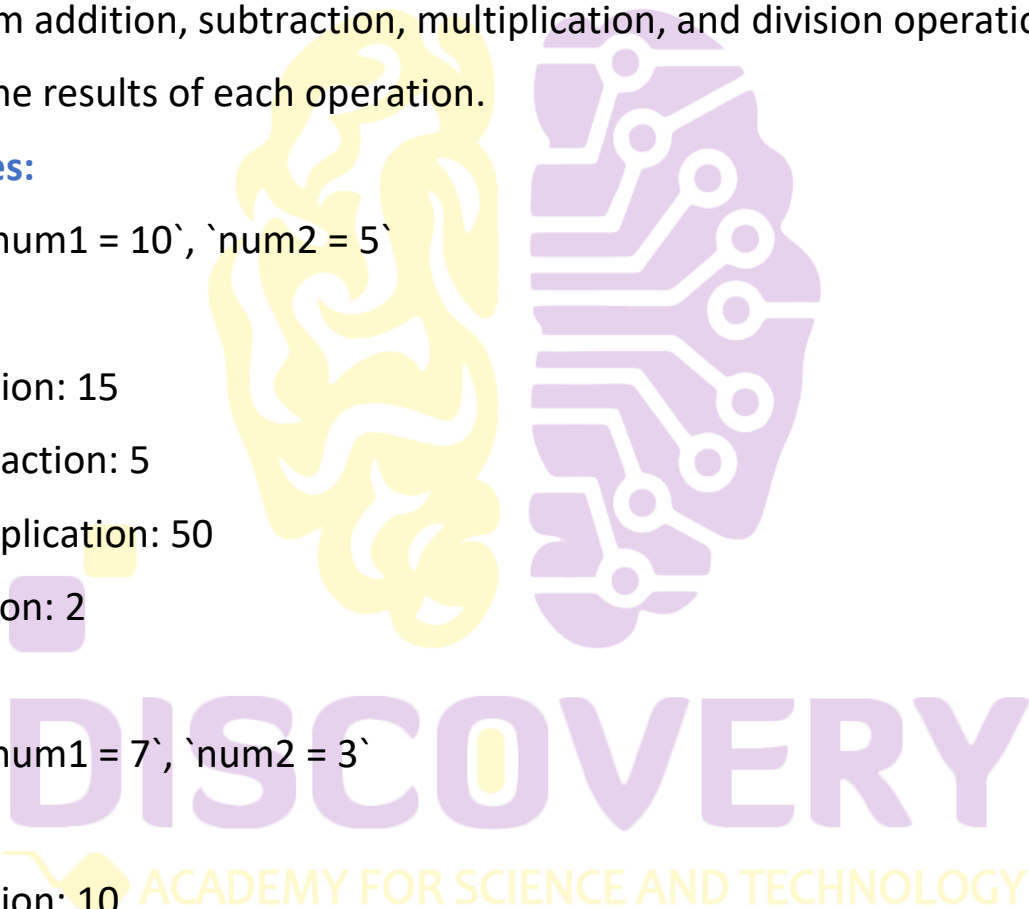 m addition, subtraction, multiplication, and division operatio
he results of each operation.
es:
num1 = 10`, `num2 = 5`
ion: 15
action: 5
plication: 50
on: 2
num1 = 7`, `num2 = 3`
DISCOVERY
ion: 10
ACADEMY FOR SCIENCE AND TECHNOLOGY